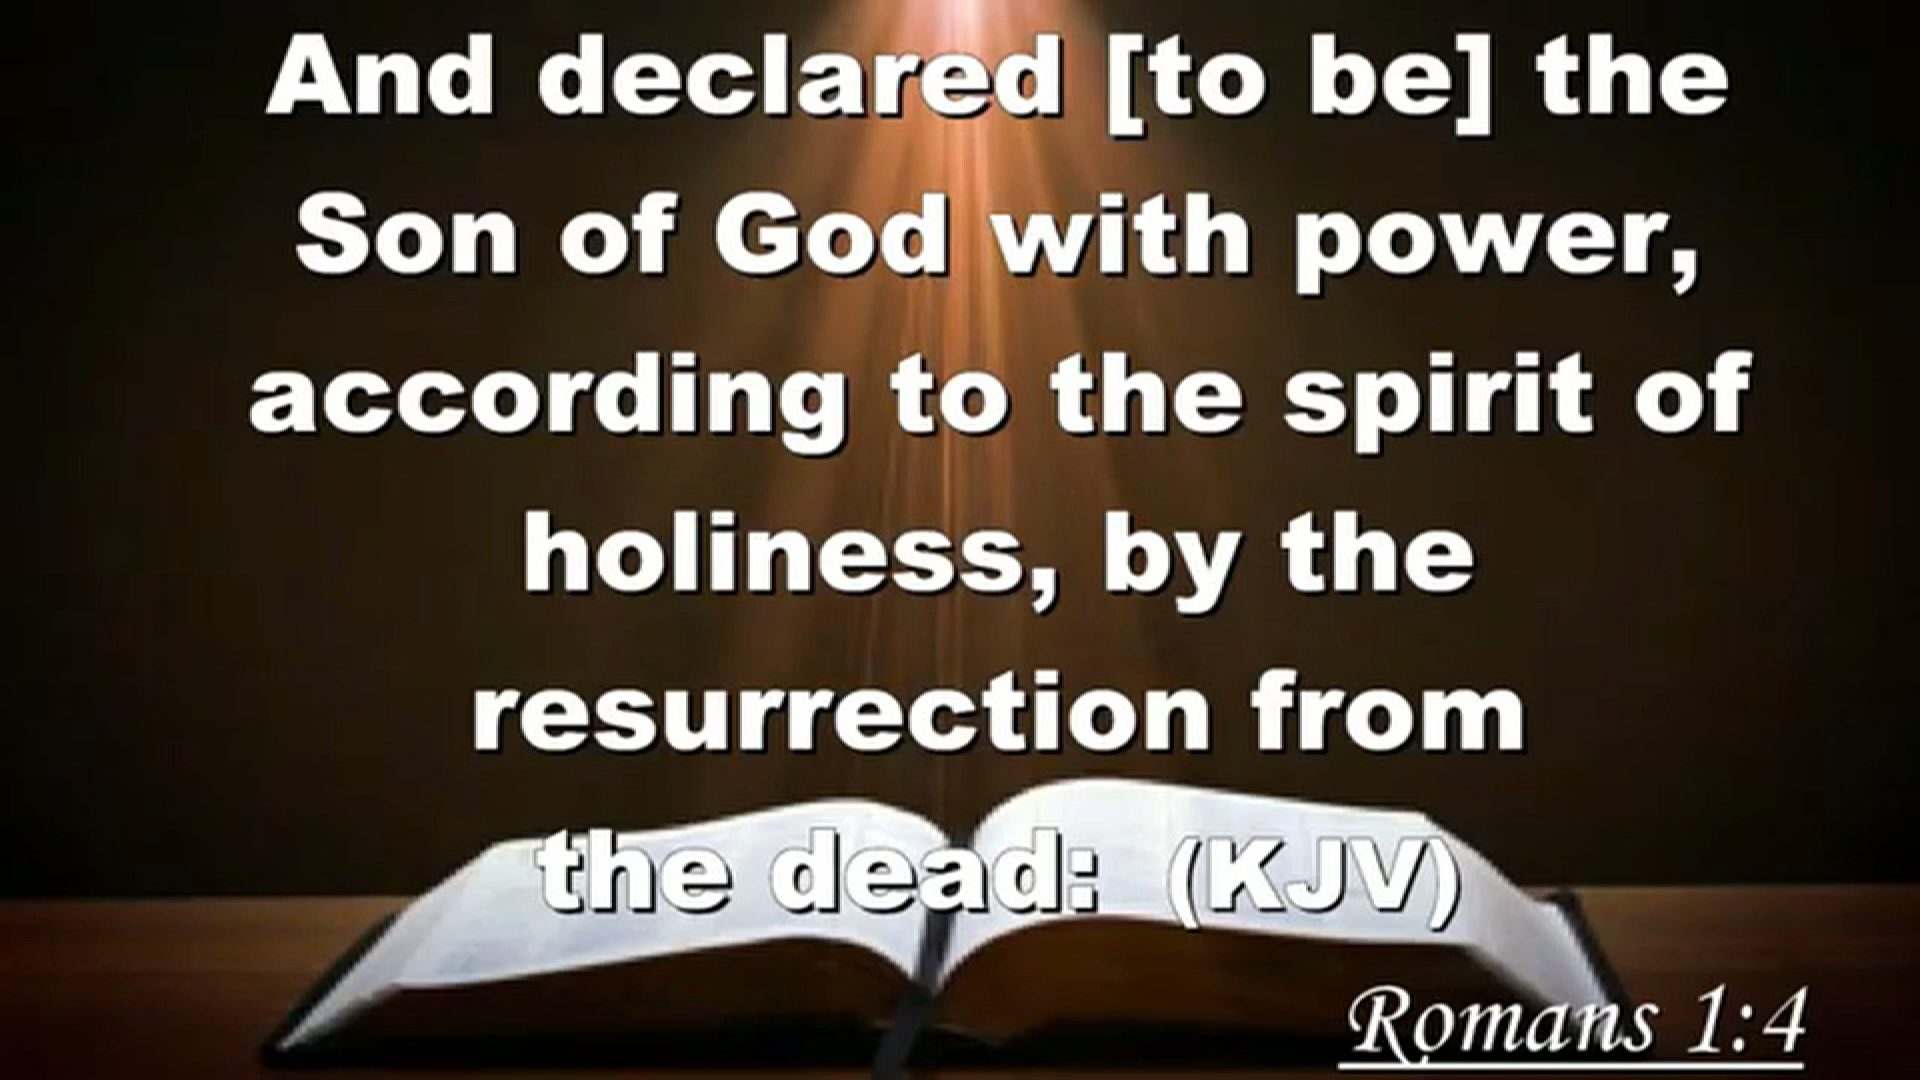 And declared [to be] the
Son of God with power,
according to the spirit of
holiness, by the
resurrection from
the dead: (KJV)
Romans 1:4